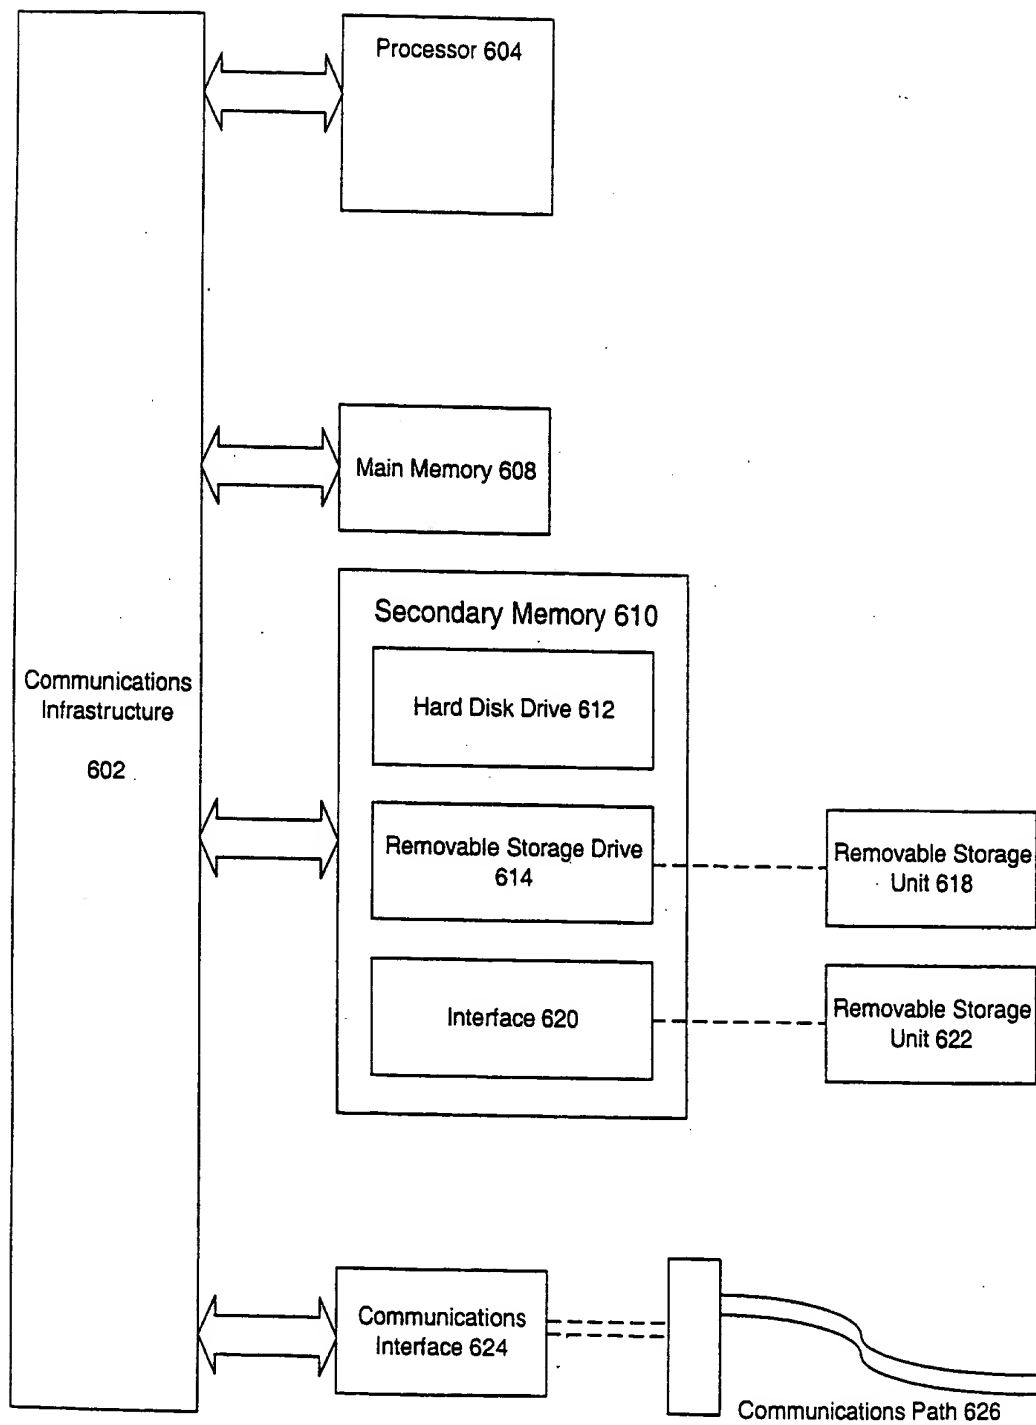 Processor 604
Main Memory 608
Secondary Memory 610
Hard Disk Drive 612
Communications
Infrastructure
602
Removable Storage Drive
614
Removable Storage
Unit 618
Interface 620
Removable Storage
Unit 622
Communications
Interface 624
Communications Path 626